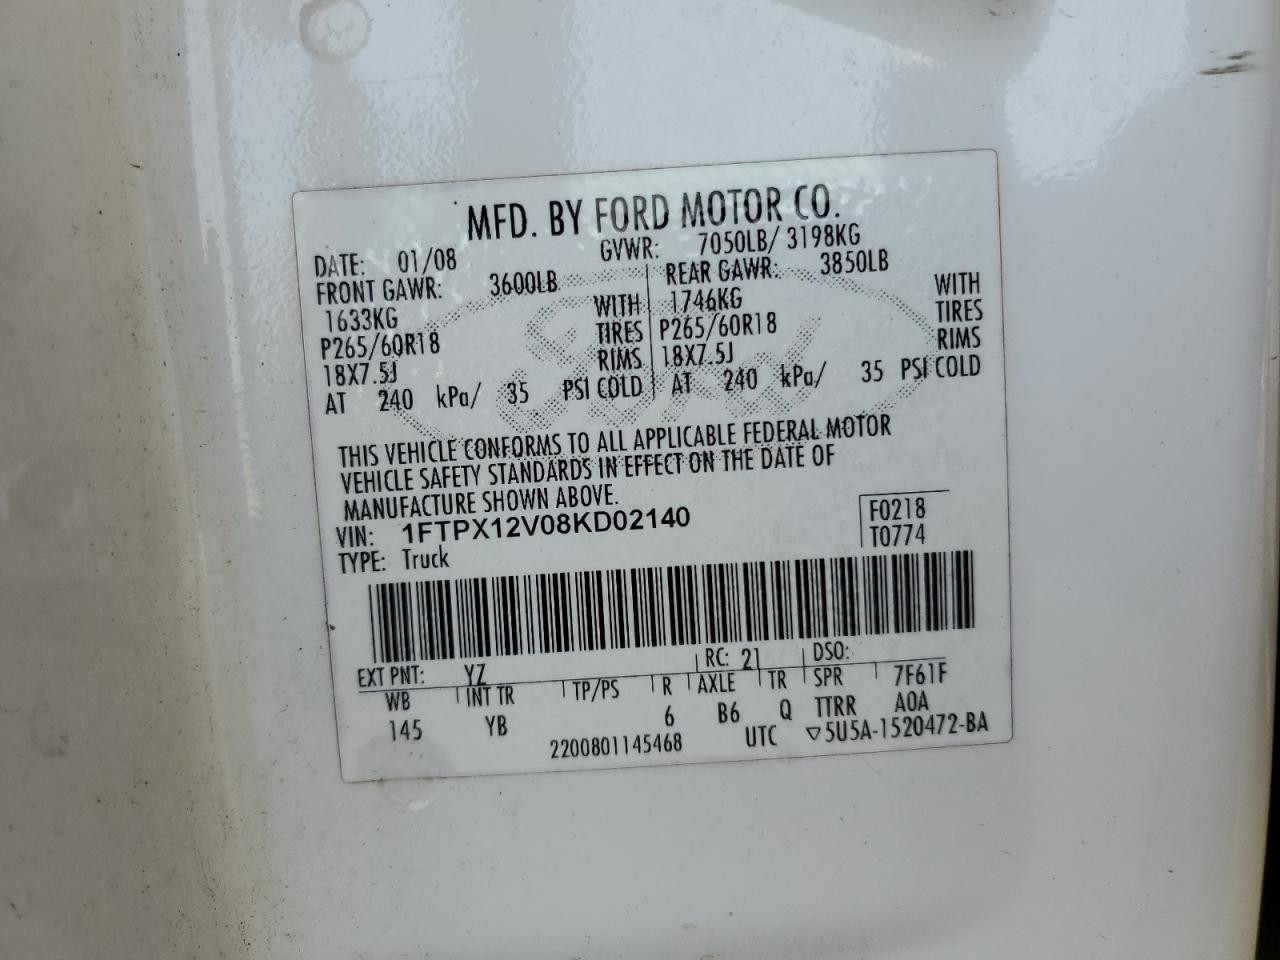 MFD. BY FORD MOTOR CO.
DATE: 01/08 GVWR: 7050LB/ 3198KG
FRONT GAWR: 3600LB REAR GAWR: 3850LB
1633KG WITH 1746KG WITH
P265/60R18 TIRES P265/60R18 TIRES
18X7.5J RIMS 18X7.5J RIMS
AT 240 kPa/ 35 PSI COLD AT 240 kPa/ 35 PSI COLD
THIS VEHICLE CONFORMS TO ALL APPLICABLE FEDERAL MOTOR
VEHICLE SAFETY STANDARDS IN EFFECT ON THE DATE OF
MANUFACTURE SHOWN ABOVE.
VIN: 1FTPX12V08KD02140 F0218
TYPE: Truck T0774
EXT PNT: YZ RC: 21 DSO:
WB INT TR TP/PS R AXLE TR SPR 7F61F
145 YB 6 B6 Q TTRR A0A
2200801145468 UTC ▽5U5A-1520472-BA
Ford